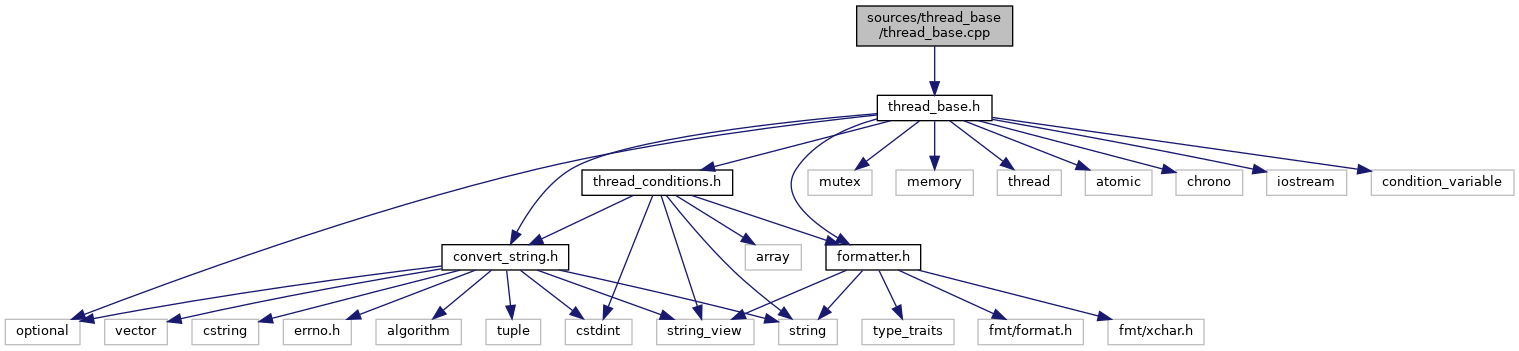 sources/thread_base
/thread_base.cpp
thread_base.h
thread_conditions.h
mutex
memory
thread
atomic
chrono
iostream
condition_variable
convert_string.h
array
formatter.h
optional
vector
cstring
errno.h
algorithm
tuple
cstdint
string_view
string
type_traits
fmt/format.h
fmt/xchar.h